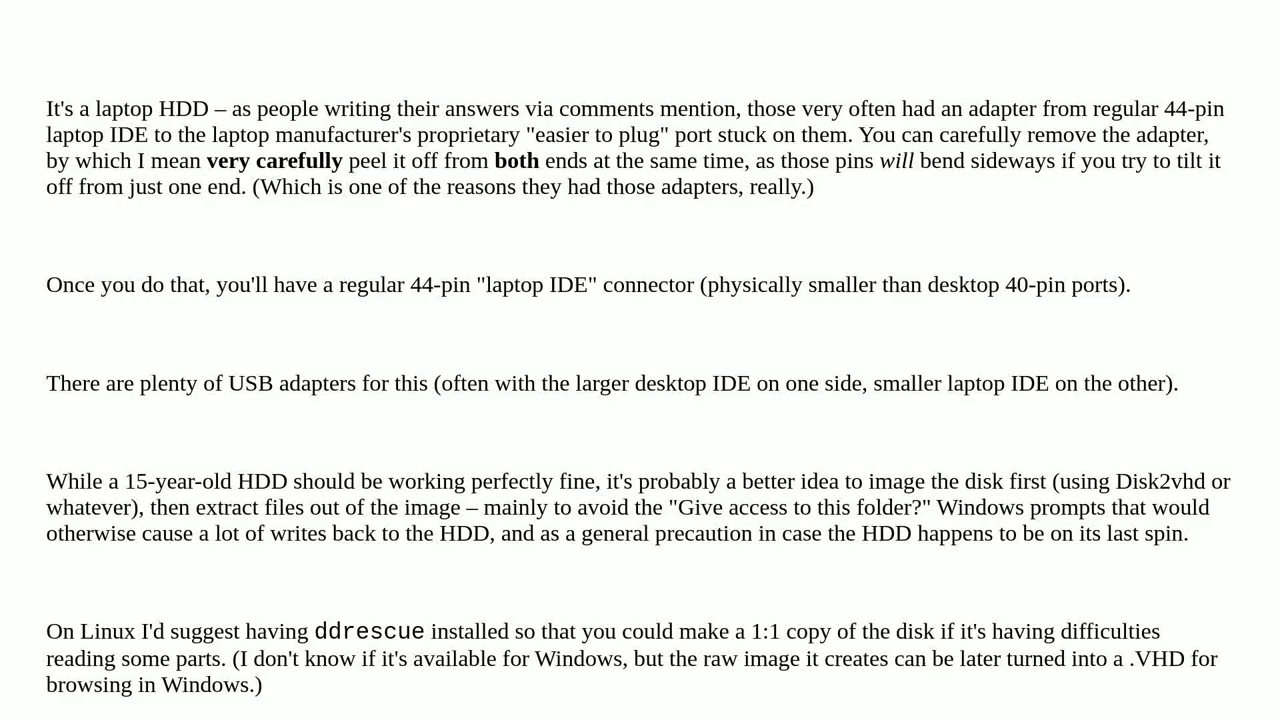 It's a laptop HDD – as people writing their answers via comments mention, those very often had an adapter from regular 44-pin
laptop IDE to the laptop manufacturer's proprietary "easier to plug" port stuck on them. You can carefully remove the adapter,
by which I mean very carefully peel it off from both ends at the same time, as those pins will bend sideways if you try to tilt it
off from just one end. (Which is one of the reasons they had those adapters, really.)
Once you do that, you'll have a regular 44-pin "laptop IDE" connector (physically smaller than desktop 40-pin ports).
There are plenty of USB adapters for this (often with the larger desktop IDE on one side, smaller laptop IDE on the other).
While a 15-year-old HDD should be working perfectly fine, it's probably a better idea to image the disk first (using Disk2vhd or
whatever), then extract files out of the image – mainly to avoid the "Give access to this folder?" Windows prompts that would
otherwise cause a lot of writes back to the HDD, and as a general precaution in case the HDD happens to be on its last spin.
On Linux I'd suggest having ddrescue installed so that you could make a 1:1 copy of the disk if it's having difficulties
reading some parts. (I don't know if it's available for Windows, but the raw image it creates can be later turned into a .VHD for
browsing in Windows.)